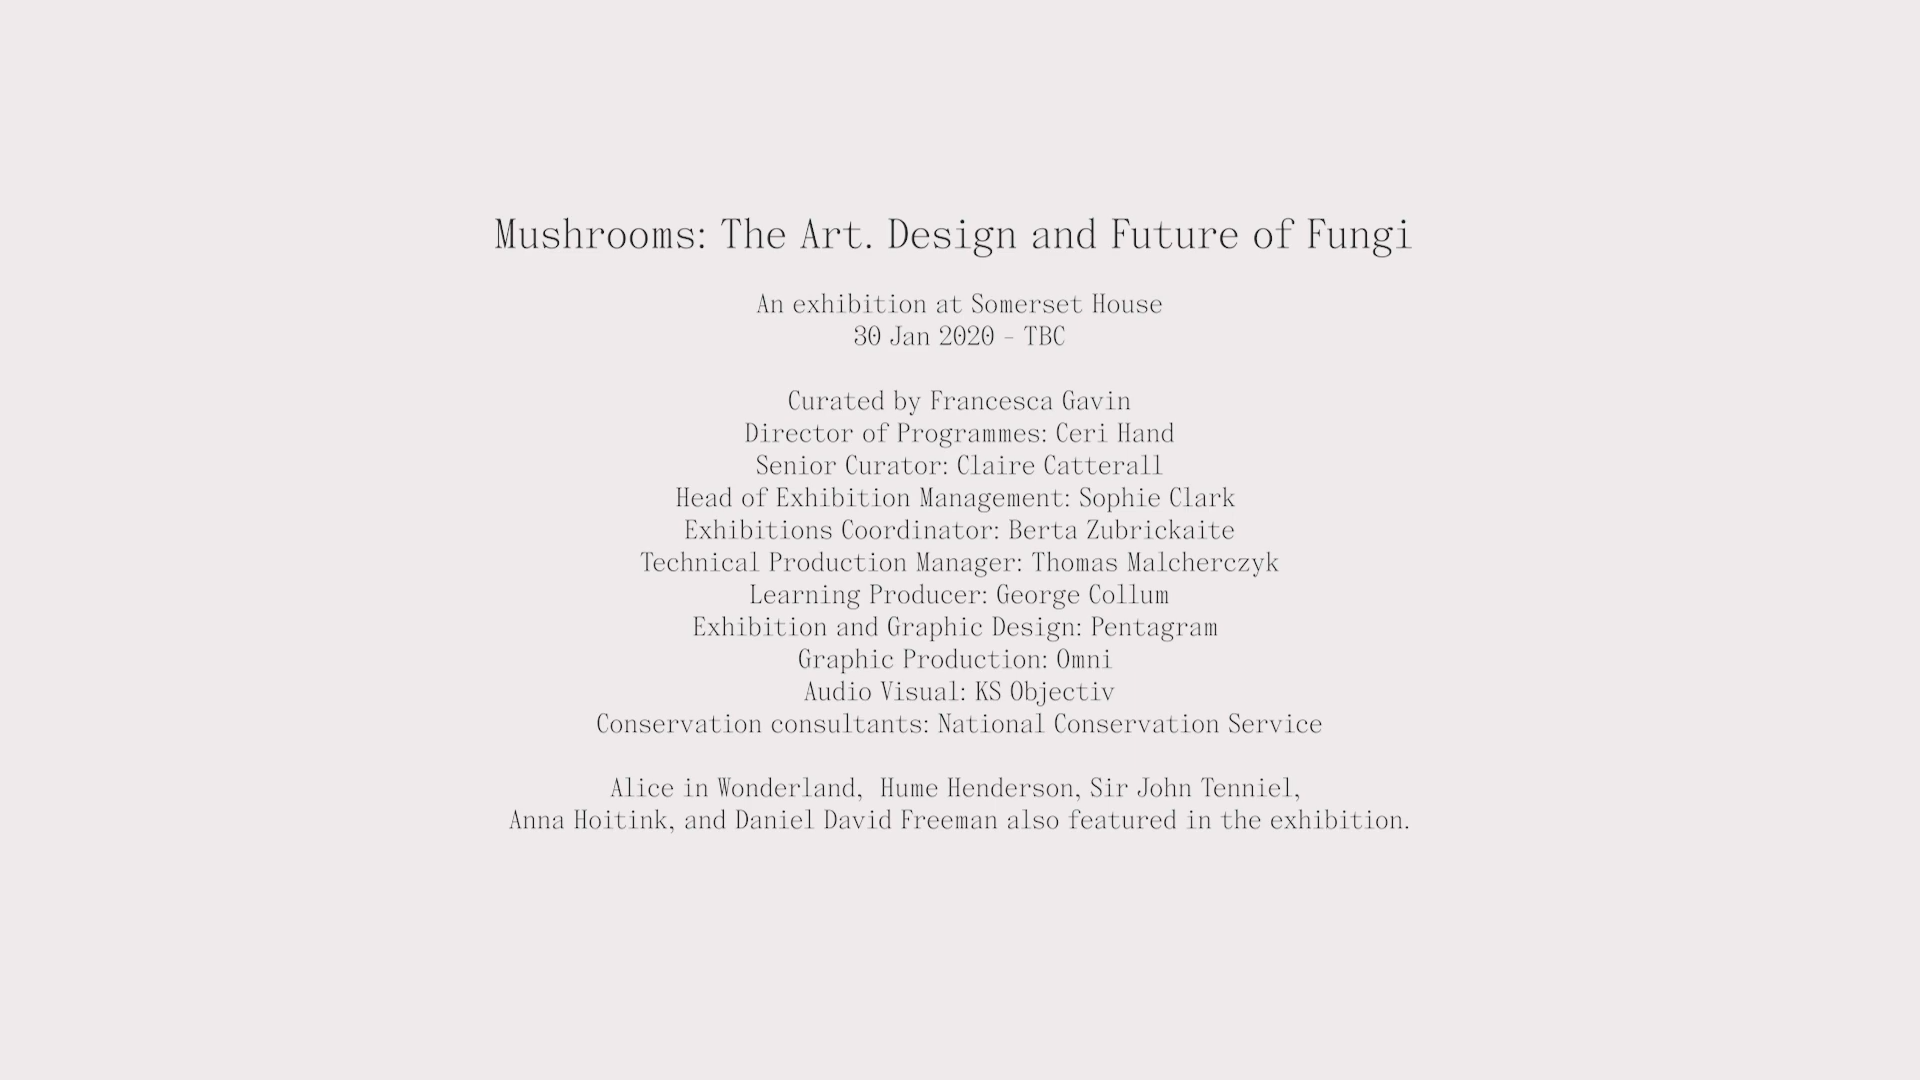 Mushrooms: The Art. Design and Future of Fungi
An exhibition at Somerset House
30 Jan 2020 - TBC
Curated by Francesca Gavin
Director of Programmes: Ceri Hand
Senior Curator: Claire Catterall
Head of Exhibition Management: Sophie Clark
Exhibitions Coordinator: Berta Zubrickaite
Technical Production Manager: Thomas Malcherczyk
Learning Producer: George Collum
Exhibition and Graphic Design: Pentagram
Graphic Production: Omni
Audio Visual: KS Objectiv
Conservation consultants: National Conservation Service
Alice in Wonderland, Hume Henderson, Sir John Tenniel,
Anna Hoitink, and Daniel David Freeman also featured in the exhibition.